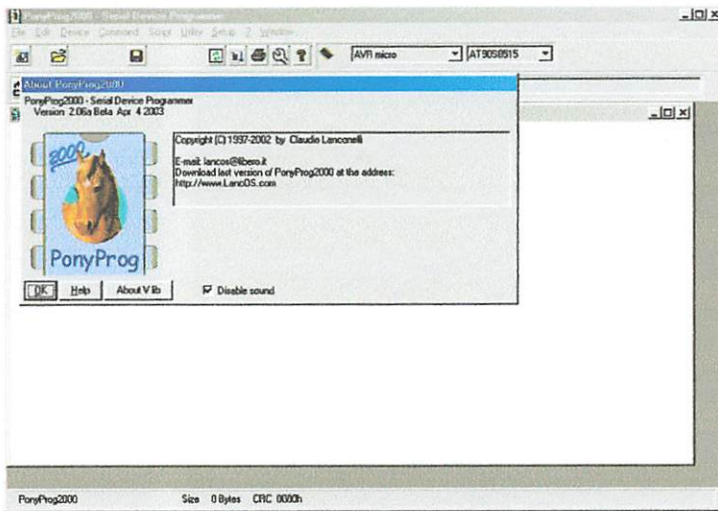 PonyProg2000 - Serial Device Programmer
File Edit Device Command Script Utility Setup ? Window
AVR micro AT90S8515
About PonyProg2000
PonyProg2000 - Serial Device Programmer
Version 2.06a Beta Apr 4 2003
Copyright (C) 1997-2002 by Claudio Lanconelli
E-mail: lancos@libero.it
Download last version of PonyProg2000 at the address:
http://www.LancOS.com
2000
PonyProg
OK Help About V lib Disable sound
PonyProg2000 Size 0 Bytes CRC 0000h